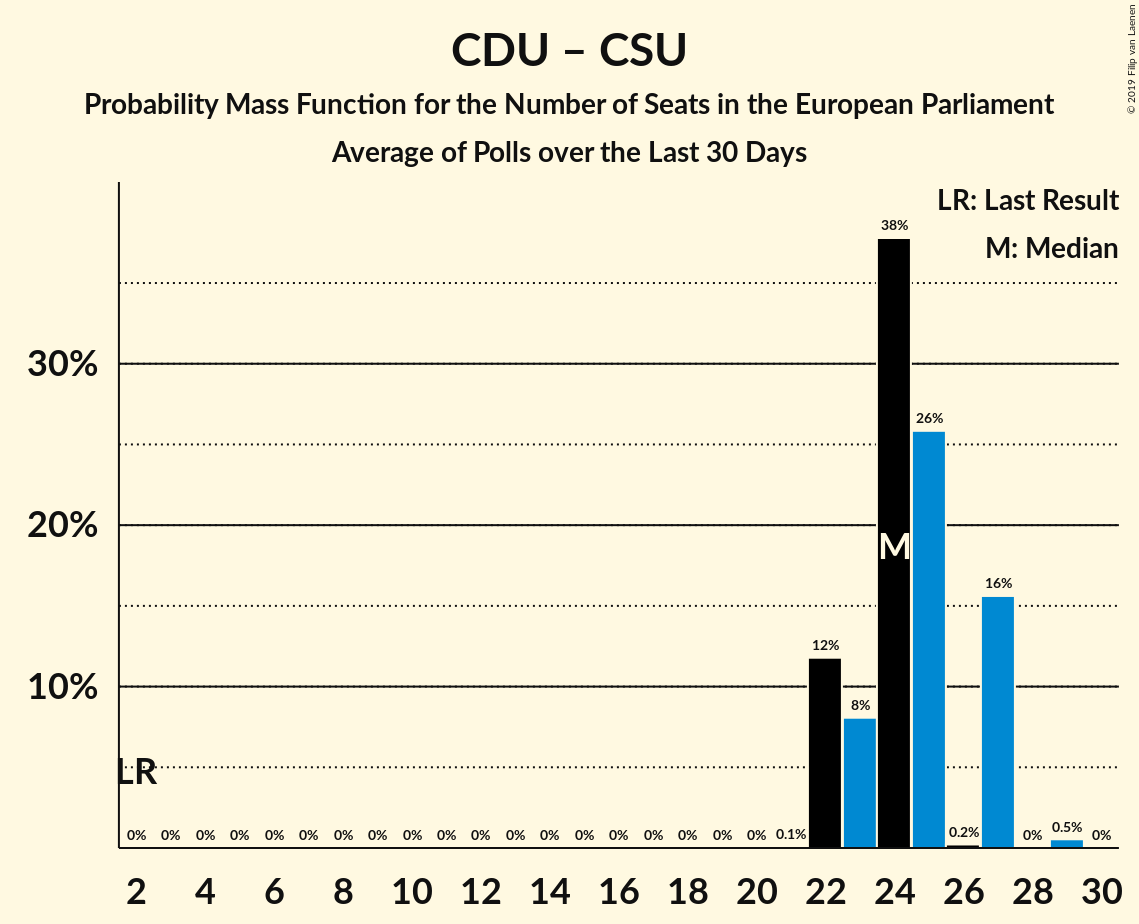 CDU – CSU
Probability Mass Function for the Number of Seats in the European Parliament
Average of Polls over the Last 30 Days
© 2019 Filip van Laenen
LR: Last Result
M: Median
38%
30%
26%
20%
M
16%
12%
10%
8%
LR
0% 0% 0% 0% 0% 0% 0% 0% 0% 0% 0% 0% 0% 0% 0% 0% 0% 0% 0% 0.1% 0.2% 0% 0.5% 0%
2 4 6 8 10 12 14 16 18 20 22 24 26 28 30